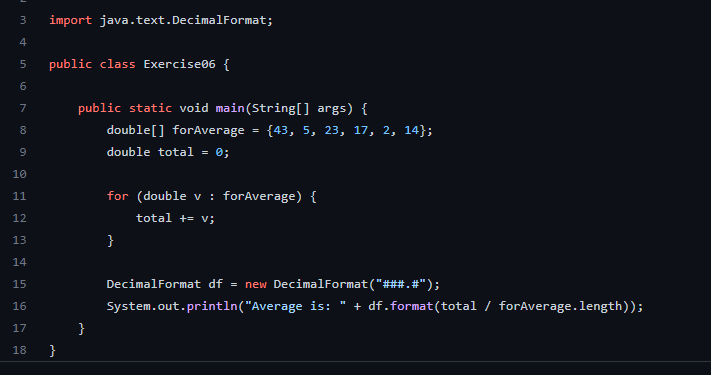 3 import java.text.DecimalFormat;
4
5 public class Exercise06 {
6
7     public static void main(String[] args) {
8         double[] forAverage = {43, 5, 23, 17, 2, 14};
9         double total = 0;
10
11         for (double v : forAverage) {
12             total += v;
13         }
14
15         DecimalFormat df = new DecimalFormat("###.#");
16         System.out.println("Average is: " + df.format(total / forAverage.length));
17     }
18 }